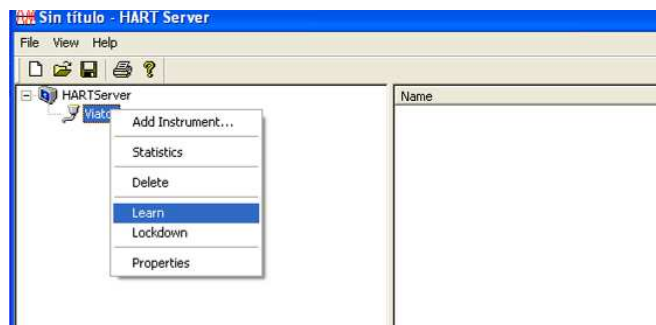 Sin título - HART Server
File View Help
HARTServer
Name
Add Instrument...
Statistics
Delete
Learn
Lockdown
Properties